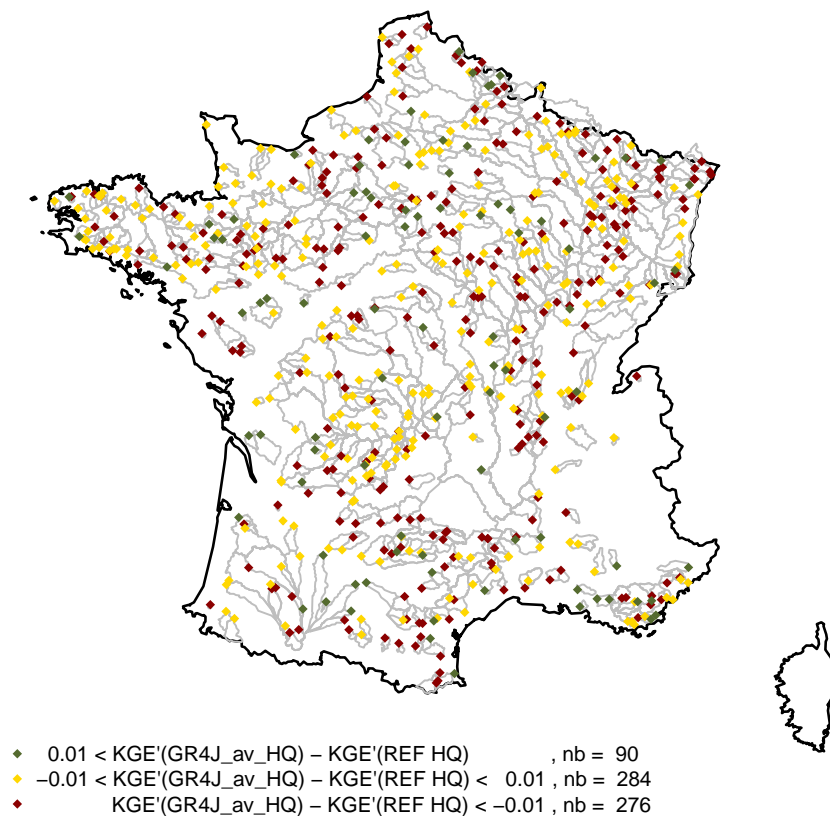 0.01 < KGE'(GR4J_av_HQ) − KGE'(REF HQ) , nb = 90
−0.01 < KGE'(GR4J_av_HQ) − KGE'(REF HQ) < 0.01 , nb = 284
KGE'(GR4J_av_HQ) − KGE'(REF HQ) < −0.01 , nb = 276